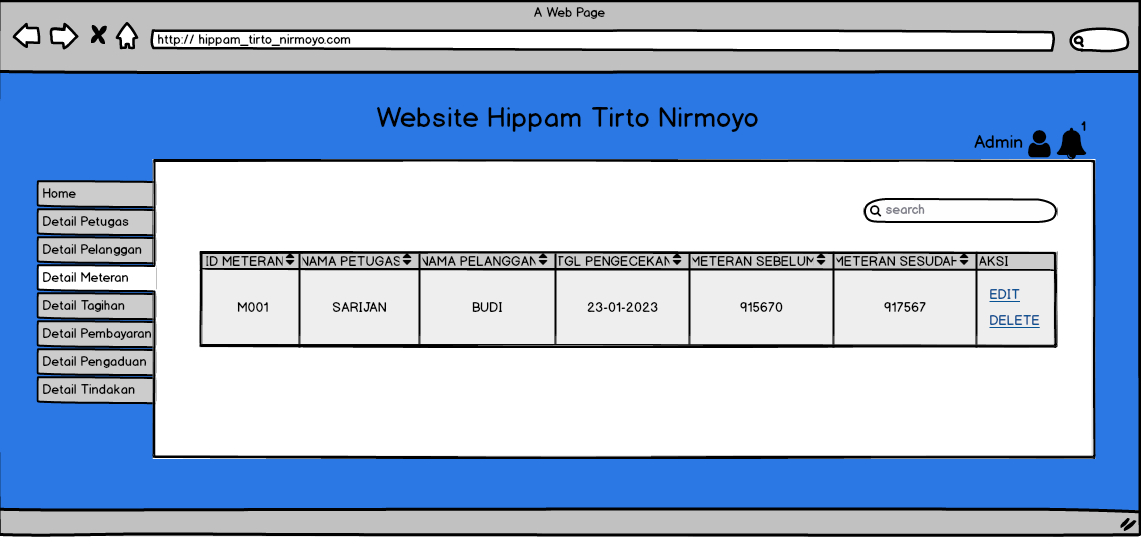 A Web Page
http:// hippam_tirto_nirmoyo.com
Website Hippam Tirto Nirmoyo
Admin
1
Home
Detail Petugas
Detail Pelanggan
Detail Meteran
Detail Tagihan
Detail Pembayaran
Detail Pengaduan
Detail Tindakan
search
ID METERAN NAMA PETUGAS NAMA PELANGGAN TGL PENGECEKAN METERAN SEBELUM METERAN SESUDAH AKSI
M001 SARIJAN BUDI 23-01-2023 915670 917567 EDIT
DELETE